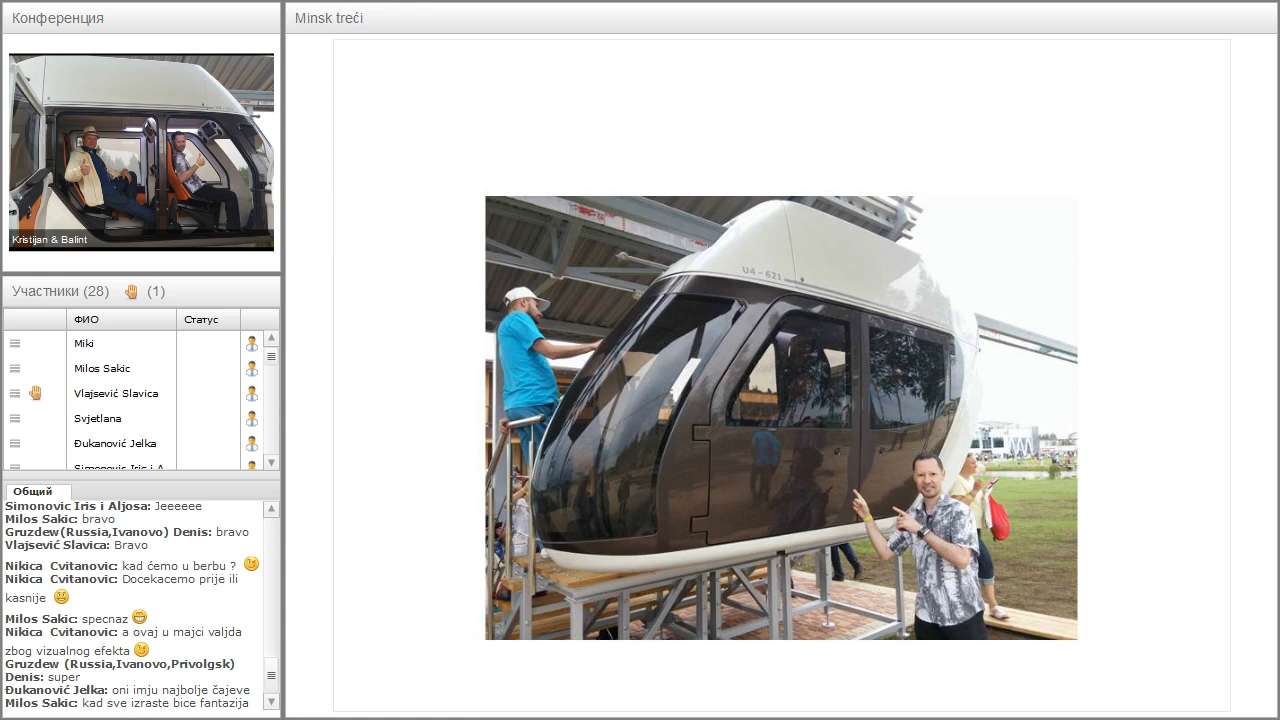 Конференция
Kristijan & Balint
Участники (28) (1)
ФИО Статус
Miki
Milos Sakic
Vlajsević Slavica
Svjetlana
Đukanović Jelka
Simonovic Iris i A
Общий
Simonovic Iris i Aljosa: Jeeeeee
Milos Sakic: bravo
Gruzdew(Russia,Ivanovo) Denis: bravo
Vlajsević Slavica: Bravo
Nikica Cvitanovic: kad ćemo u berbu ?
Nikica Cvitanovic: Docekacemo prije ili
kasnije
Milos Sakic: specnaz
Nikica Cvitanovic: a ovaj u majci valjda
zbog vizualnog efekta
Gruzdew (Russia,Ivanovo,Privolgsk)
Denis: super
Đukanović Jelka: oni imju najbolje čajeve
Milos Sakic: kad sve izraste bice fantazija
Minsk treći
U4 - 621